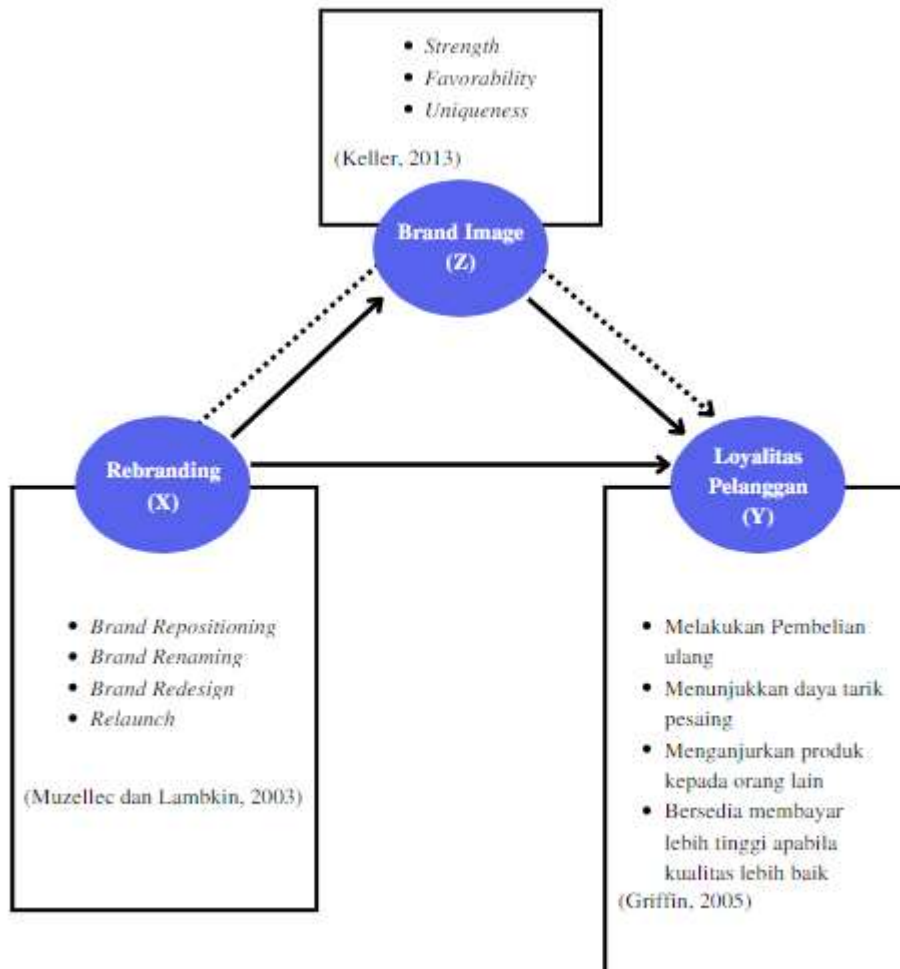 • Strength
• Favorability
• Uniqueness
(Keller, 2013)
Brand Image
(Z)
Rebranding
(X)
Loyalitas
Pelanggan
(Y)
• Brand Repositioning
• Brand Renaming
• Brand Redesign
• Relaunch
(Muzellec dan Lambkin, 2003)
• Melakukan Pembelian
ulang
• Menunjukkan daya tarik
pesaing
• Menganjurkan produk
kepada orang lain
• Bersedia membayar
lebih tinggi apabila
kualitas lebih baik
(Griffin, 2005)